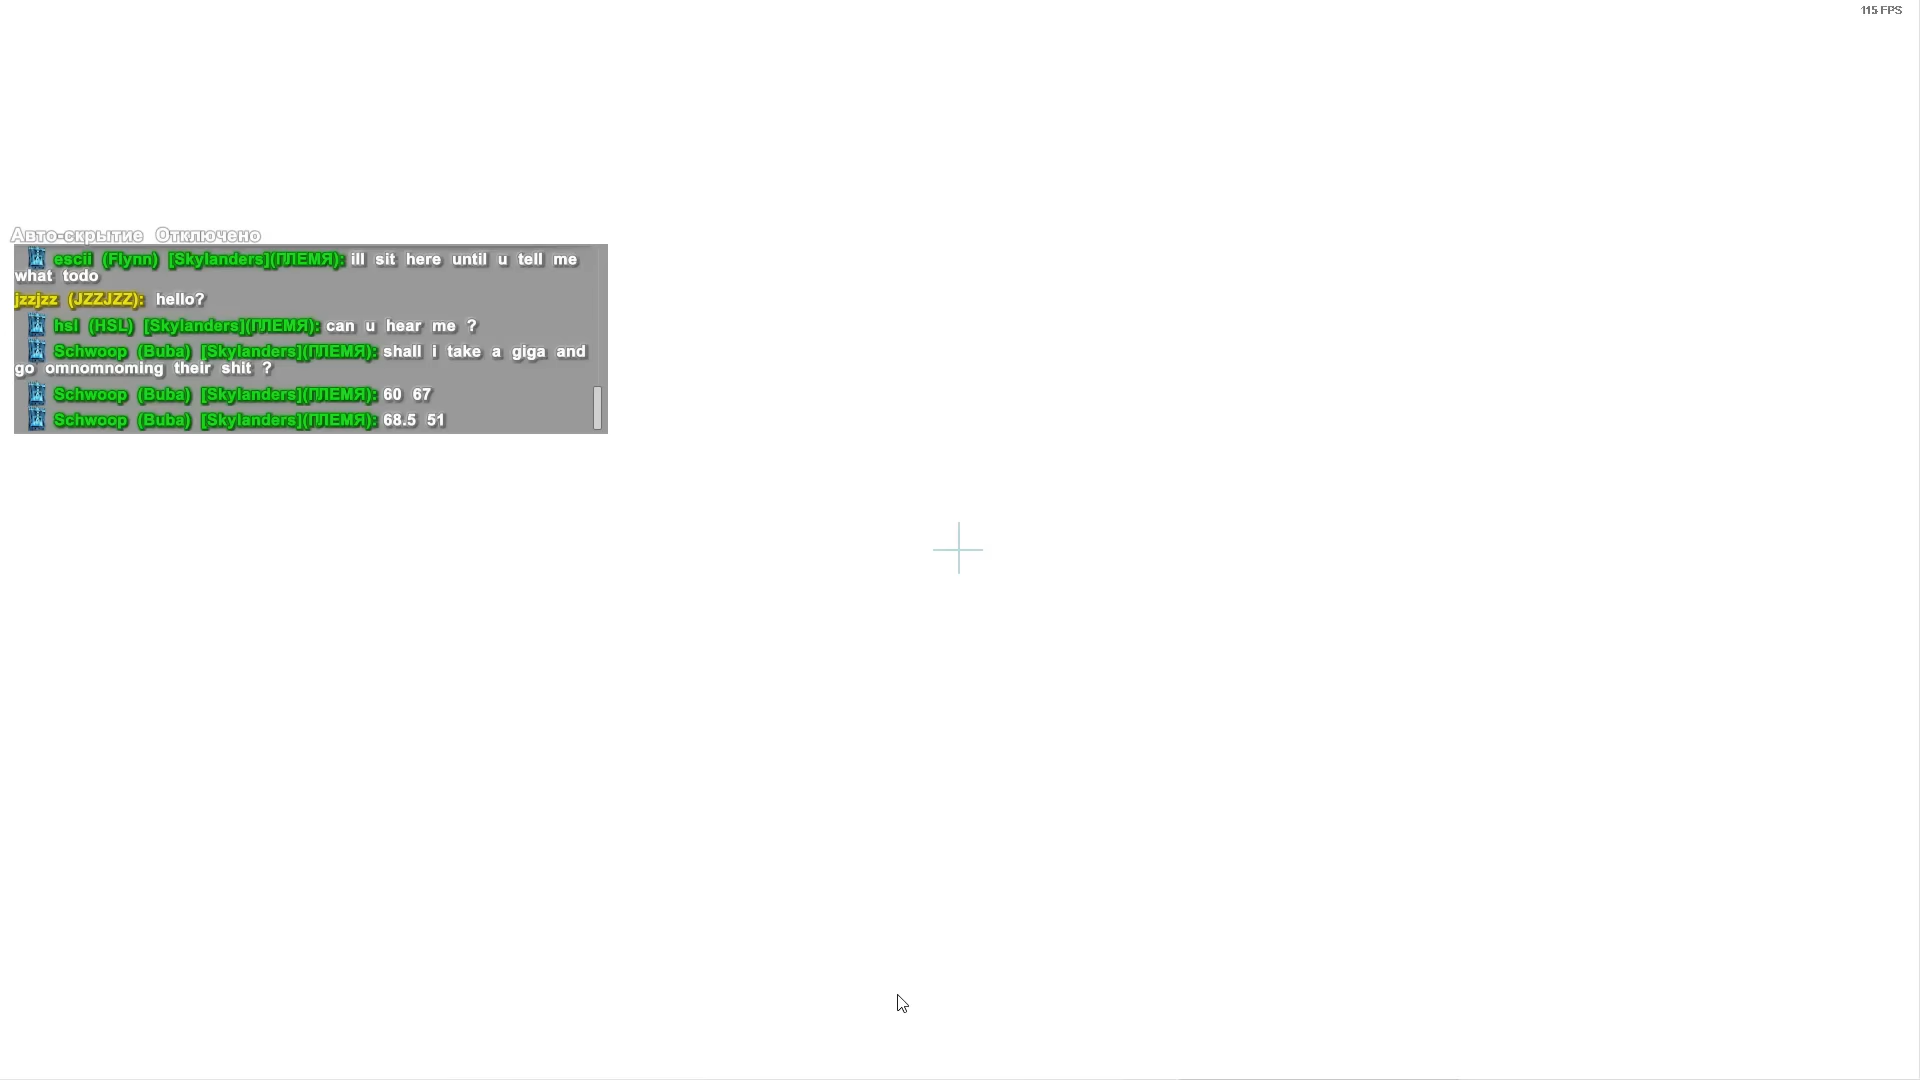 115 FPS
Авто-скрытие Отключено
escii (Flynn) [Skylanders](ПЛЕМЯ): ill sit here until u tell me
what todo
jzzjzz (JZZJZZ): hello?
hsl (HSL) [Skylanders](ПЛЕМЯ): can u hear me ?
Schwoop (Buba) [Skylanders](ПЛЕМЯ): shall i take a giga and
go omnomnoming their shit ?
Schwoop (Buba) [Skylanders](ПЛЕМЯ): 60 67
Schwoop (Buba) [Skylanders](ПЛЕМЯ): 68.5 51